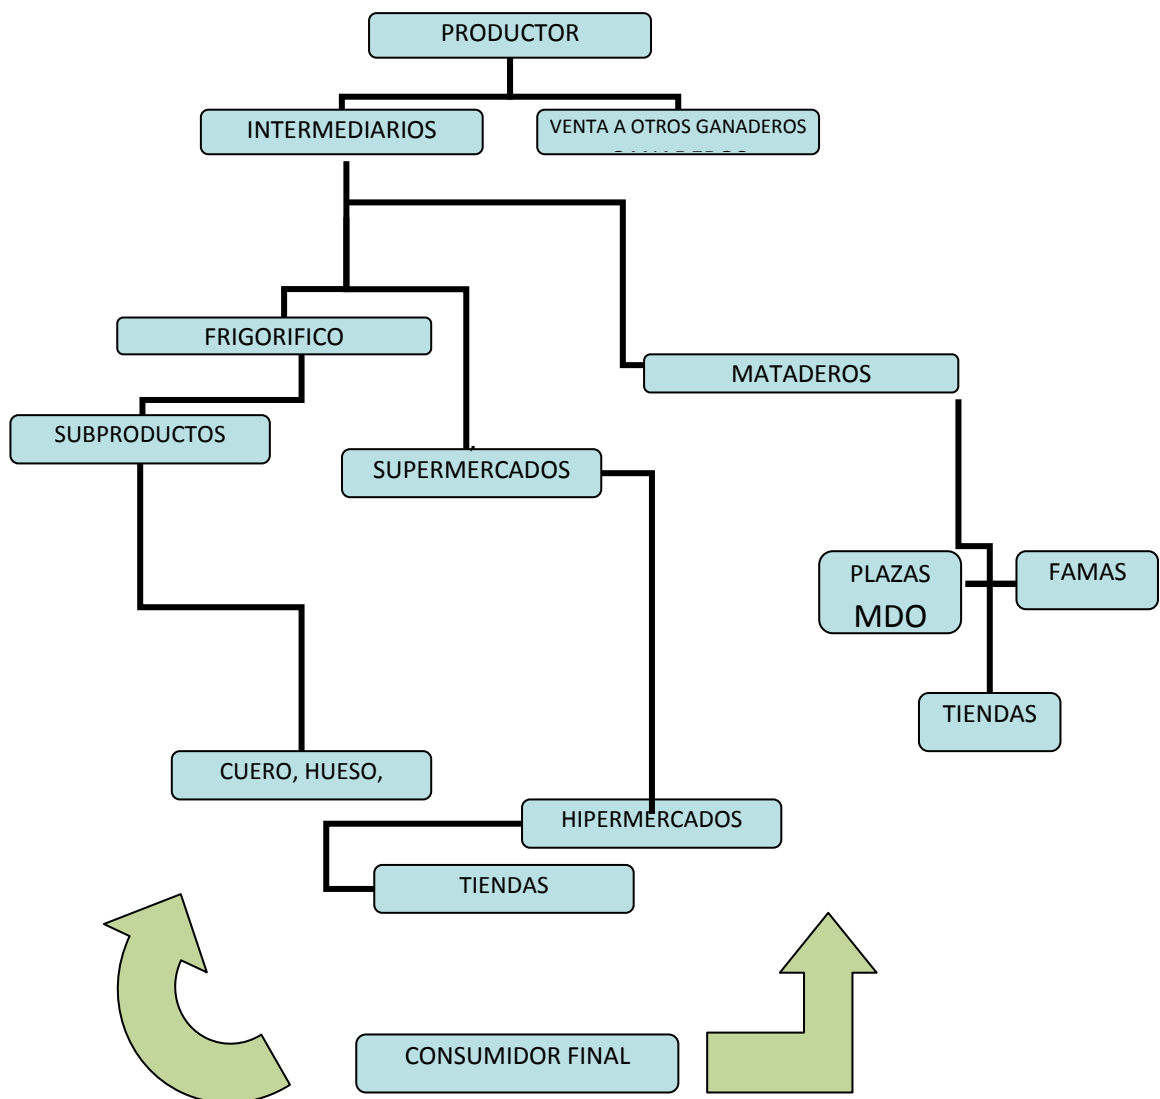 PRODUCTOR
INTERMEDIARIOS
VENTA A OTROS GANADEROS
FRIGORIFICO
MATADEROS
SUBPRODUCTOS
SUPERMERCADOS
PLAZAS
MDO
FAMAS
TIENDAS
CUERO, HUESO,
HIPERMERCADOS
TIENDAS
CONSUMIDOR FINAL